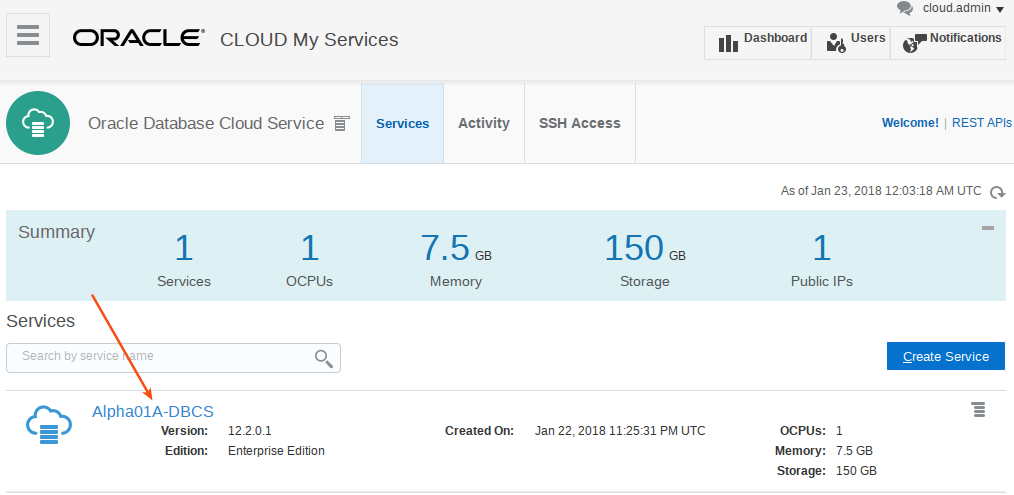 cloud.admin
ORACLE® CLOUD My Services
Dashboard Users Notifications
Oracle Database Cloud Service Services Activity SSH Access Welcome! | REST APIs
As of Jan 23, 2018 12:03:18 AM UTC
Summary
1 1 7.5 GB 150 GB 1
Services OCPUs Memory Storage Public IPs
Services
Search by service name
Create Service
Alpha01A-DBCS
Version: 12.2.0.1 Created On: Jan 22, 2018 11:25:31 PM UTC OCPUs: 1
Edition: Enterprise Edition Memory: 7.5 GB
Storage: 150 GB